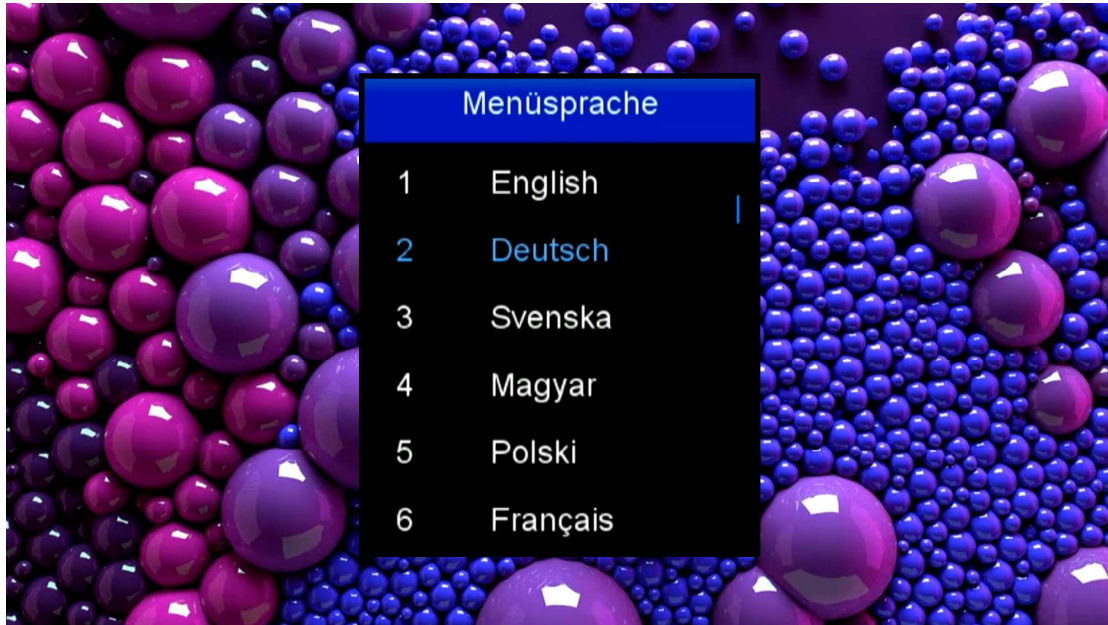 Menüsprache
1 English
2 Deutsch
3 Svenska
4 Magyar
5 Polski
6 Français